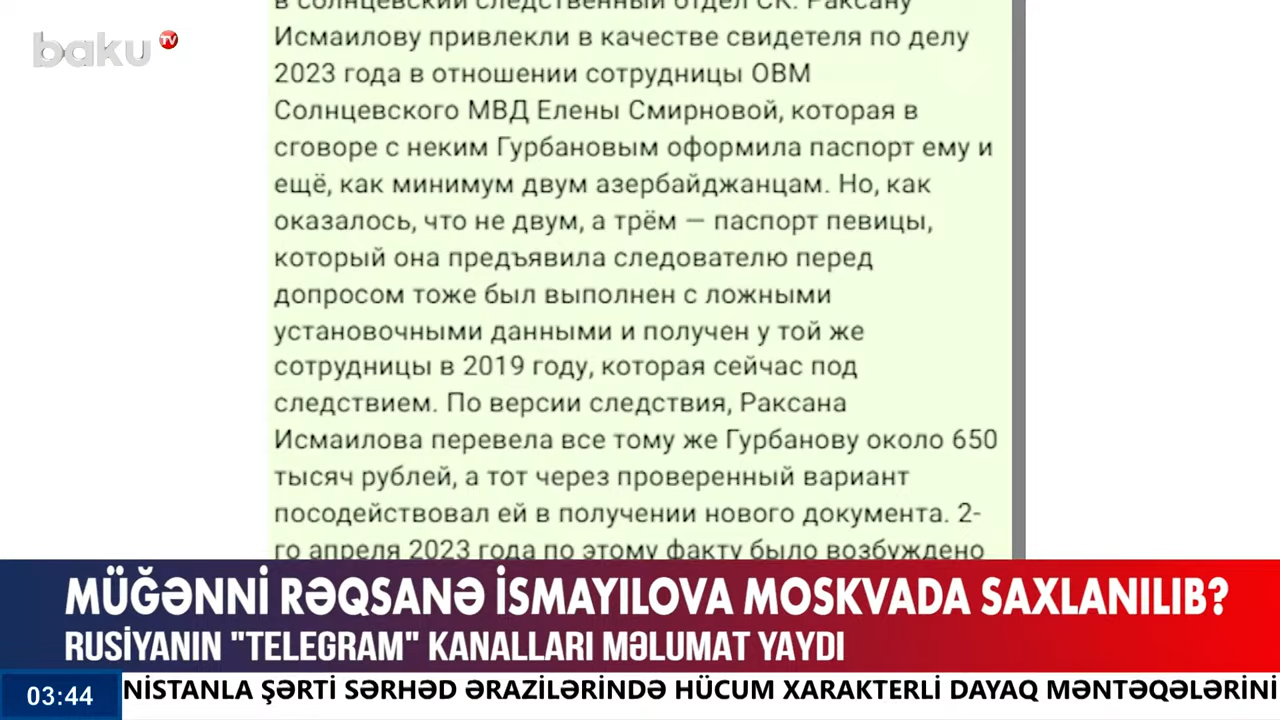 baku TV
в солнцевский следственный отдел СК. Раксану
Исмаилову привлекли в качестве свидетеля по делу
2023 года в отношении сотрудницы ОВМ
Солнцевского МВД Елены Смирновой, которая в
сговоре с неким Гурбановым оформила паспорт ему и
ещё, как минимум двум азербайджанцам. Но, как
оказалось, что не двум, а трём — паспорт певицы,
который она предъявила следователю перед
допросом тоже был выполнен с ложными
установочными данными и получен у той же
сотрудницы в 2019 году, которая сейчас под
следствием. По версии следствия, Раксана
Исмаилова перевела все тому же Гурбанову около 650
тысяч рублей, а тот через проверенный вариант
посодействовал ей в получении нового документа. 2-
го апреля 2023 года по этому факту было возбуждено
MÜĞƏNNİ RƏQSANƏ İSMAYILOVA MOSKVADA SAXLANILIB?
RUSİYANIN "TELEGRAM" KANALLARI MƏLUMAT YAYDI
03:44 NİSTANLA ŞƏRTİ SƏRHƏD ƏRAZİLƏRİNDƏ HÜCUM XARAKTERLİ DAYAQ MƏNTƏQƏLƏRİNİ